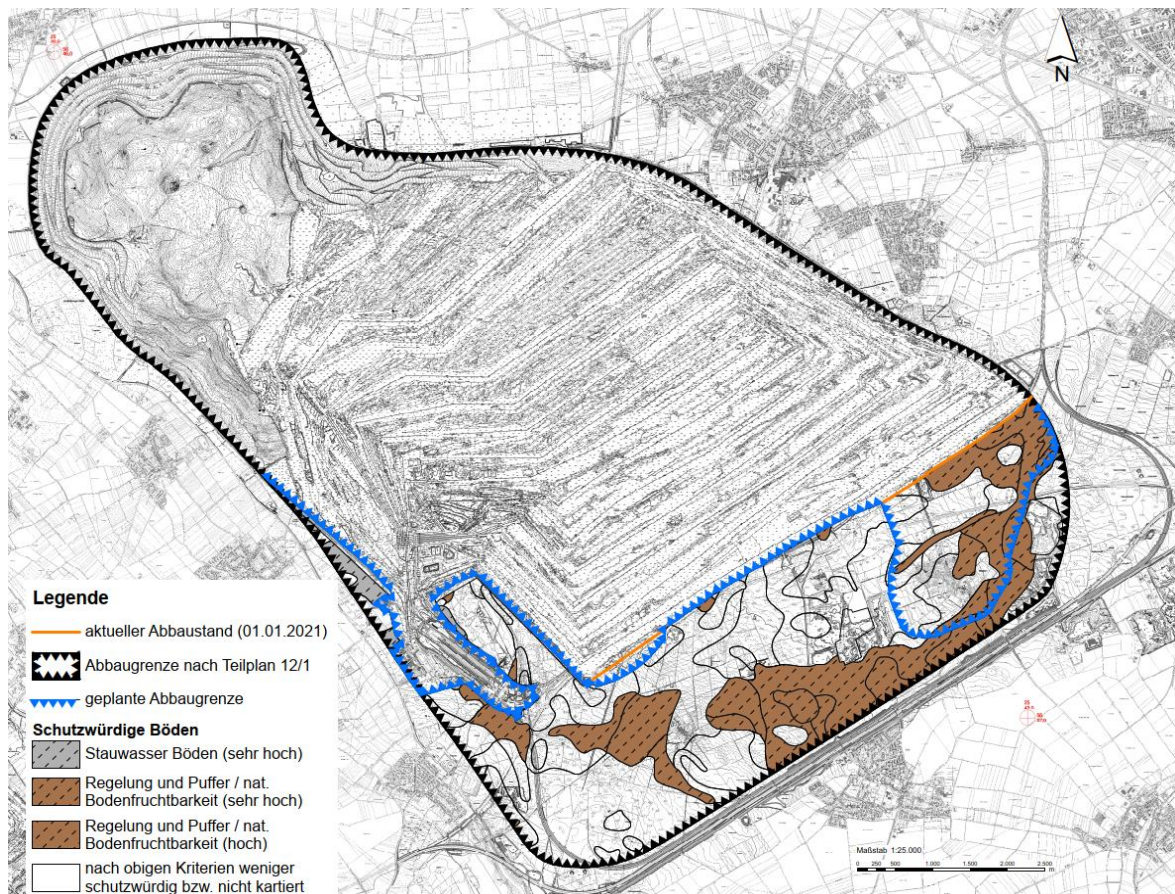 N
Legende
aktueller Abbaustand (01.01.2021)
Abbaugrenze nach Teilplan 12/1
geplante Abbaugrenze
Schutzwürdige Böden
Stauwasser Böden (sehr hoch)
Regelung und Puffer / nat.
Bodenfruchtbarkeit (sehr hoch)
Regelung und Puffer / nat.
Bodenfruchtbarkeit (hoch)
nach obigen Kriterien weniger
schutzwürdig bzw. nicht kartiert
Maßstab 1:25.000
0 250 500 1.000 1.500 2.000 2.500
m